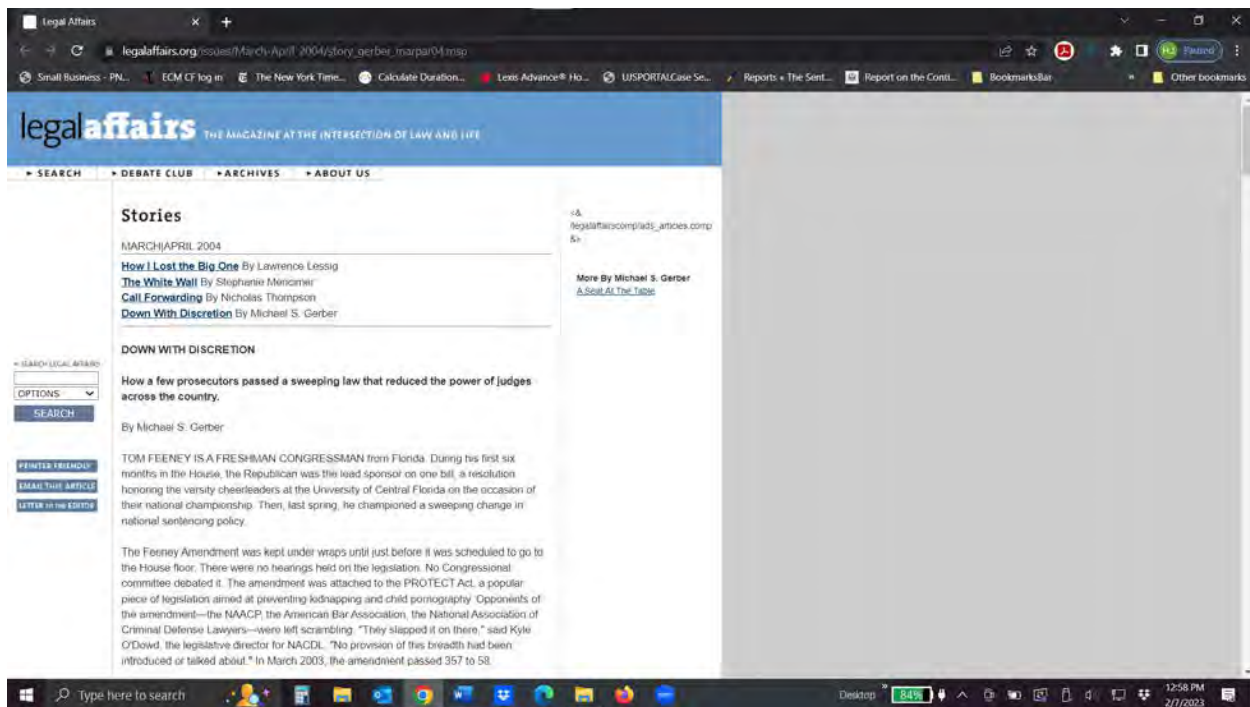 Legal Affairs
legalaffairs.org/issues/March-April-2004/story_gerber_marpar04.msp
Paused
Small Business - PN...
ECM CF log in
The New York Time...
Calculate Duration...
Lexis Advance® Ho...
USPORTALCase Se...
Reports « The Sent...
Report on the Conti...
BookmarksBar
»
Other bookmarks
legalaffairs THE MAGAZINE AT THE INTERSECTION OF LAW AND LIFE
SEARCH DEBATE CLUB ARCHIVES ABOUT US
Stories
MARCH|APRIL 2004
How I Lost the Big One By Lawrence Lessig
The White Wall By Stephanie Mencimer
Call Forwarding By Nicholas Thompson
Down With Discretion By Michael S. Gerber
<&
/legalaffairscomp/ads_articles.comp
&>
More By Michael S. Gerber
A Seat At The Table
SEARCH LEGAL AFFAIRS
OPTIONS
SEARCH
PRINTER FRIENDLY
EMAIL THIS ARTICLE
LETTER TO THE EDITOR
DOWN WITH DISCRETION
How a few prosecutors passed a sweeping law that reduced the power of judges
across the country.
By Michael S. Gerber
TOM FEENEY IS A FRESHMAN CONGRESSMAN from Florida. During his first six
months in the House, the Republican was the lead sponsor on one bill, a resolution
honoring the varsity cheerleaders at the University of Central Florida on the occasion of
their national championship. Then, last spring, he championed a sweeping change in
national sentencing policy.
The Feeney Amendment was kept under wraps until just before it was scheduled to go to
the House floor. There were no hearings held on the legislation. No Congressional
committee debated it. The amendment was attached to the PROTECT Act, a popular
piece of legislation aimed at preventing kidnapping and child pornography. Opponents of
the amendment—the NAACP, the American Bar Association, the National Association of
Criminal Defense Lawyers—were left scrambling. "They slapped it on there," said Kyle
O'Dowd, the legislative director for NACDL. "No provision of this breadth had been
introduced or talked about." In March 2003, the amendment passed 357 to 58.
Type here to search
Desktop
»
84%
12:58 PM
2/7/2023